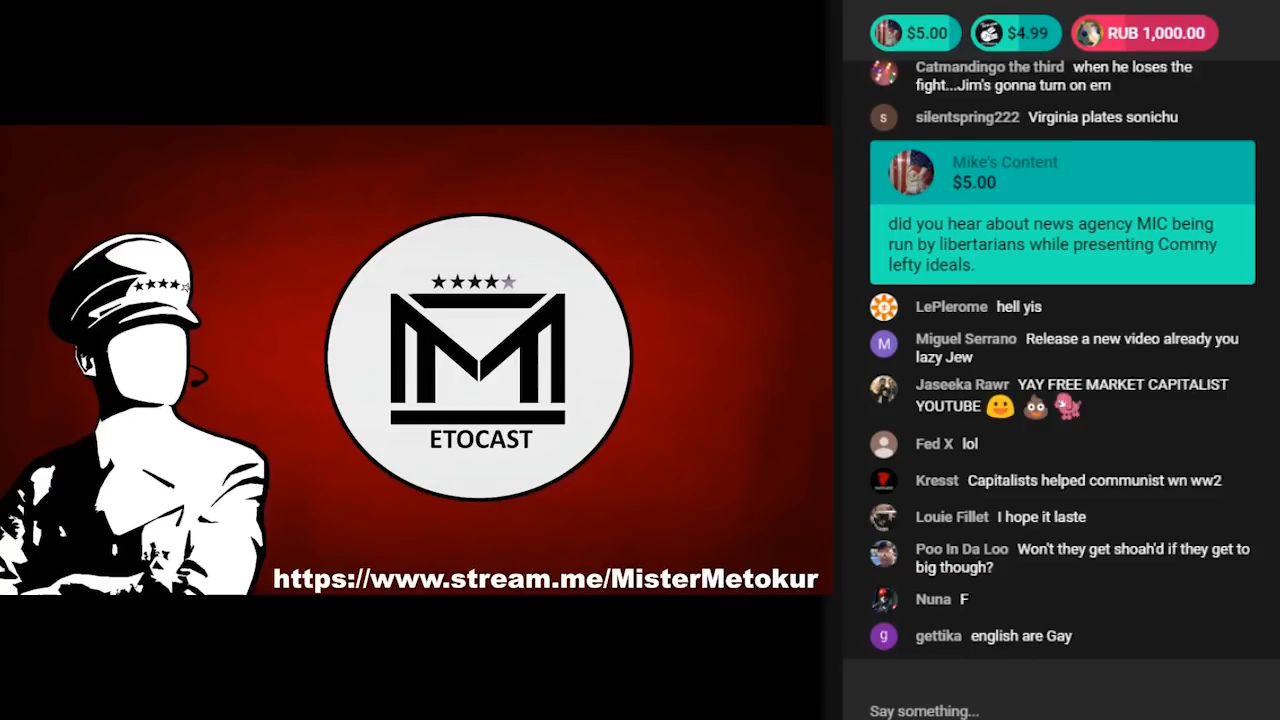 ★★★★★
M
ETOCAST
https://www.stream.me/MisterMetokur
$5.00
$4.99
RUB 1,000.00
Catmandingo the third when he loses the
fight...Jim's gonna turn on em
s silentspring222 Virginia plates sonichu
Mike's Content
$5.00
did you hear about news agency MIC being
run by libertarians while presenting Commy
lefty ideals.
LePlerome hell yis
M Miguel Serrano Release a new video already you
lazy Jew
Jaseeka Rawr YAY FREE MARKET CAPITALIST
YOUTUBE 😃 💩 🐩
Fed X lol
Kresst Capitalists helped communist wn ww2
Louie Fillet I hope it laste
Poo In Da Loo Won't they get shoah'd if they get to
big though?
Nuna F
g gettika english are Gay
Say something...